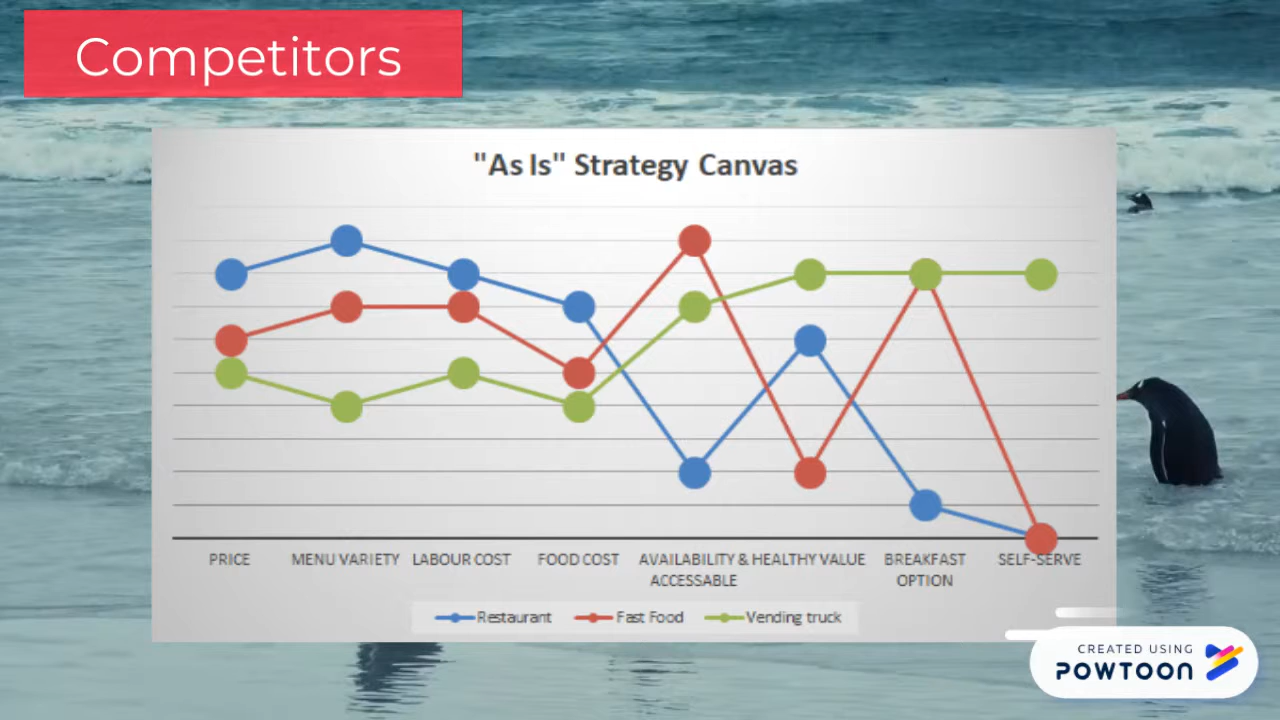 Competitors
"As Is" Strategy Canvas
PRICE
MENU VARIETY
LABOUR COST
FOOD COST
AVAILABILITY &
ACCESSABLE
HEALTHY VALUE
BREAKFAST
OPTION
SELF-SERVE
Restaurant
Fast Food
Vending truck
CREATED USING
POWTOON